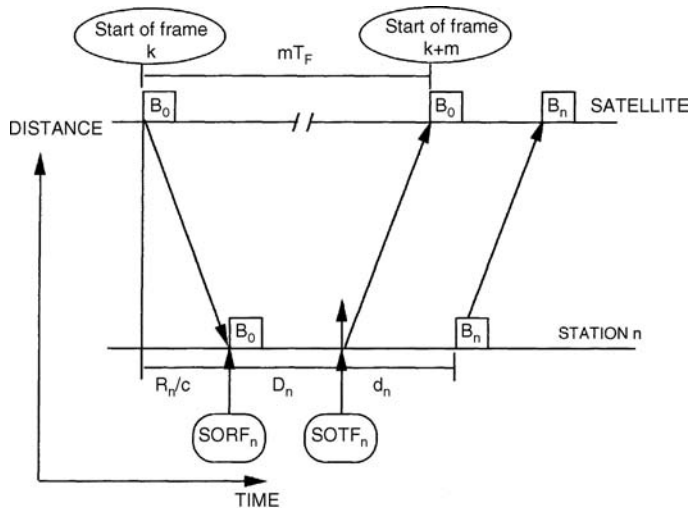 Start of frame
k
Start of frame
k+m
mT_F
B_0
B_0
B_n
SATELLITE
DISTANCE
B_0
B_n
STATION n
R_n/c
D_n
d_n
SORF_n
SOTF_n
TIME